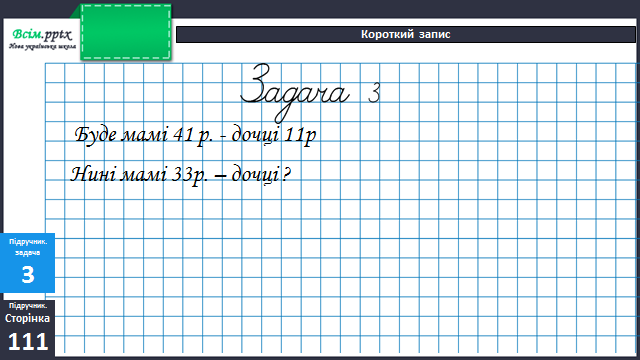 Всім.pptx
Нова українська школа
Короткий запис
Задача 3
Буде мамі 41 р. - дочці 11р
Нині мамі 33р. – дочці ?
Підручник.
задача
3
Підручник.
Сторінка
111